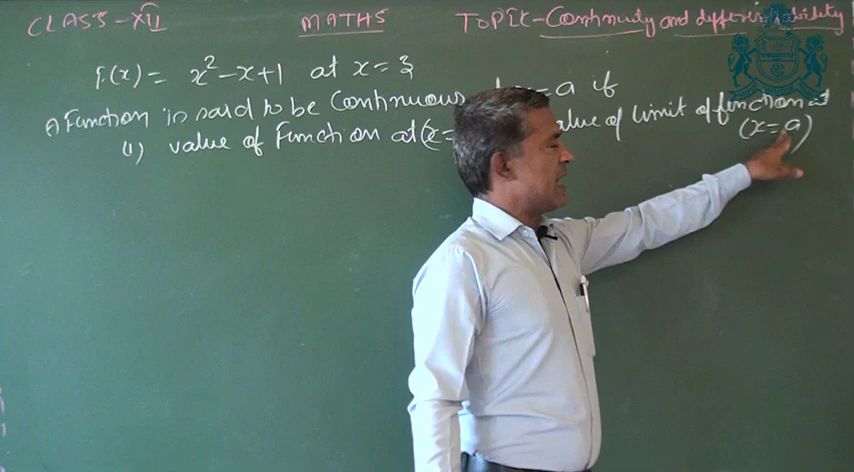 CLASS-XII MATHS TOPIC-Continuity and differentiability
F(x) = x² - x + 1 at x = 3
A Function is said to be Continuous = a if
(1) value of Function at (x = value of limit of function at
(x = a)